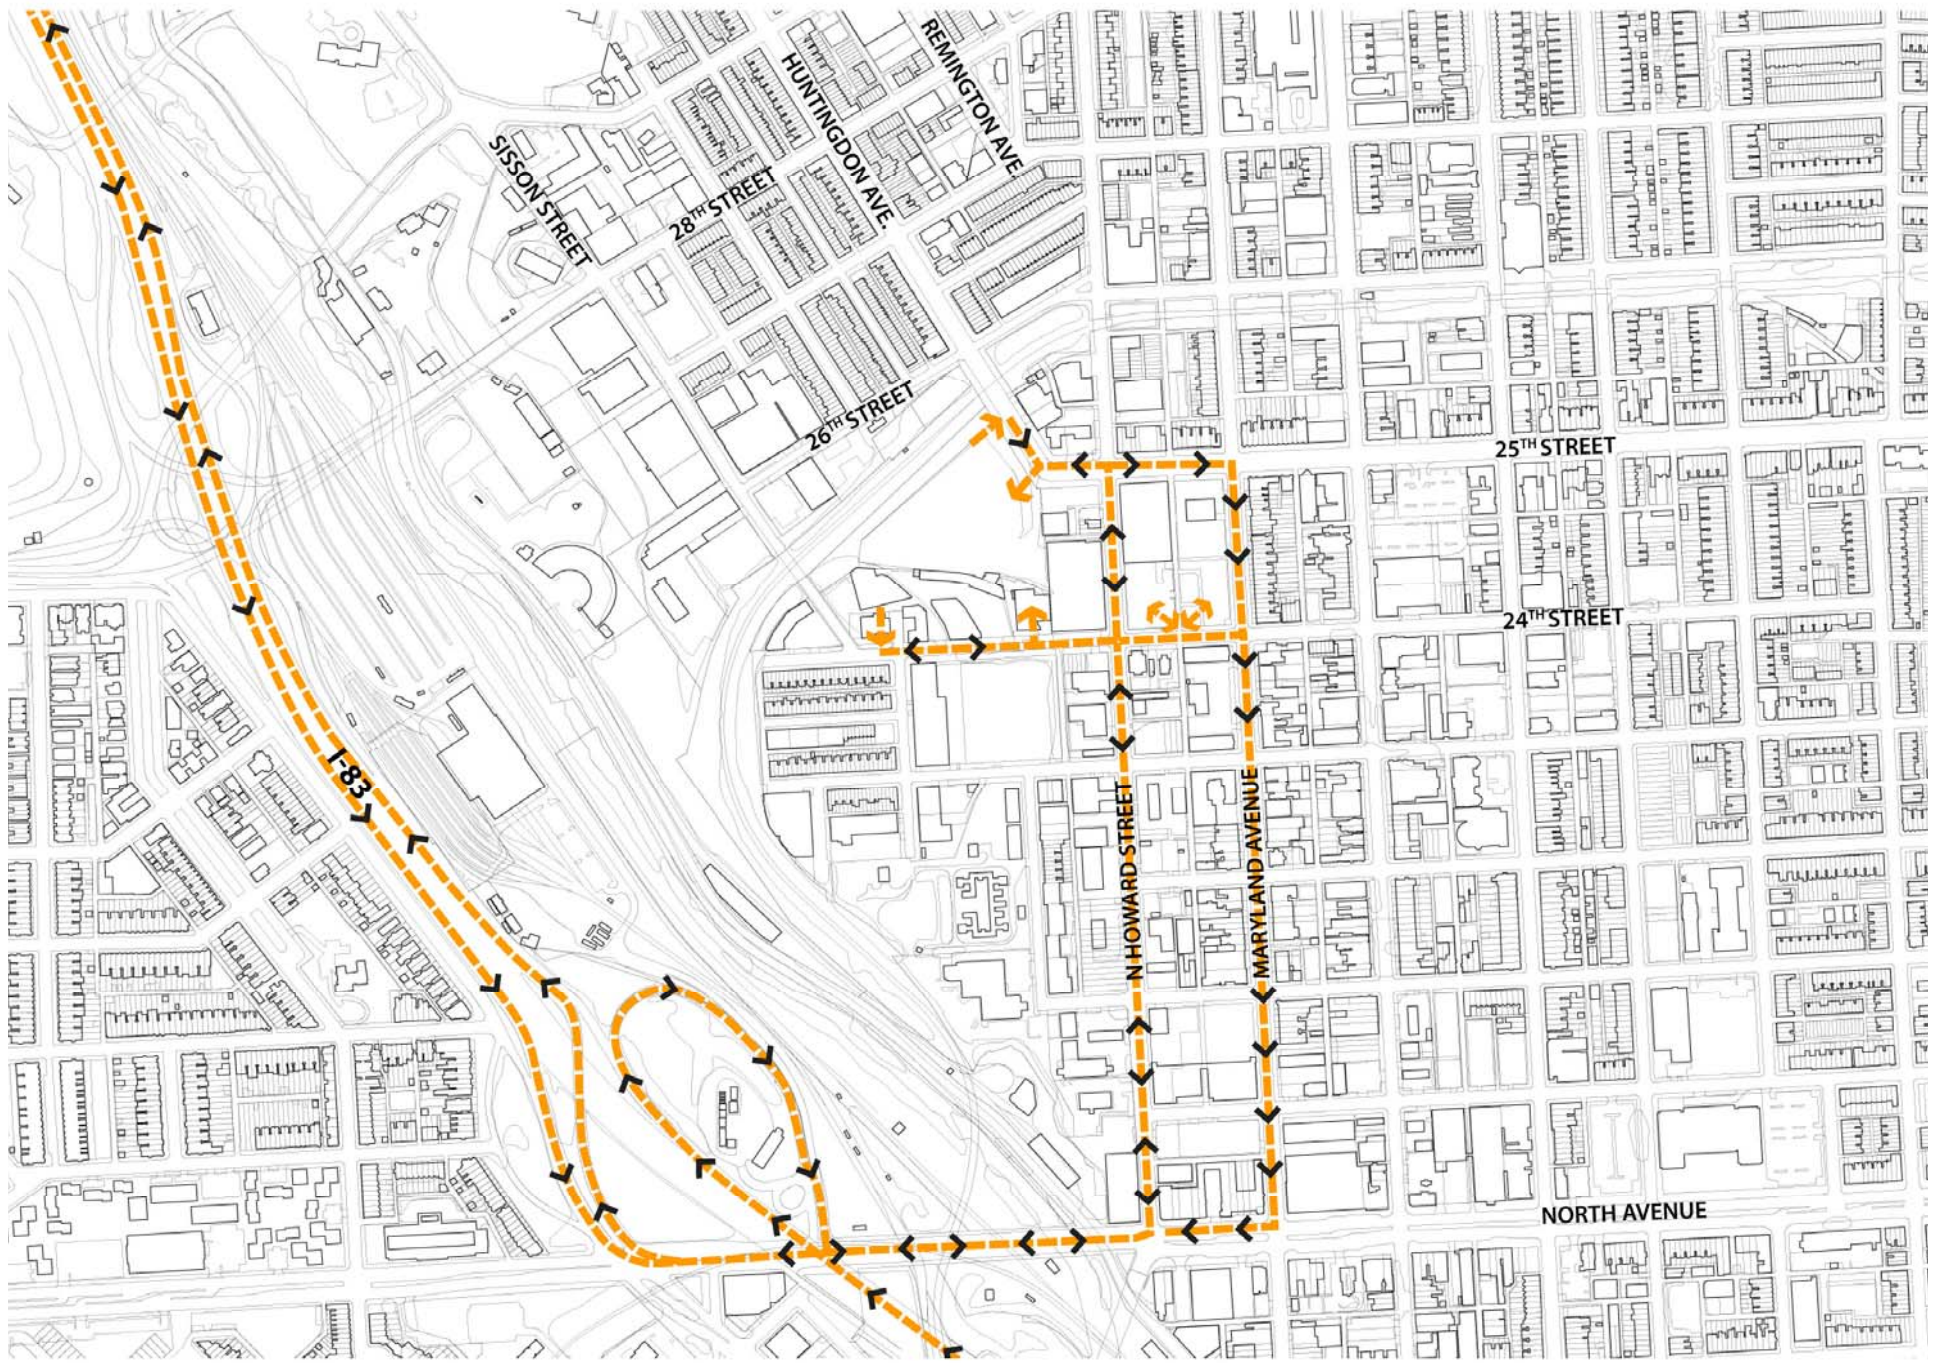 REMINGTON AVE.
HUNTINGDON AVE.
SISSON STREET
28TH STREET
26TH STREET
25TH STREET
24TH STREET
I-83
N HOWARD STREET
MARYLAND AVENUE
NORTH AVENUE